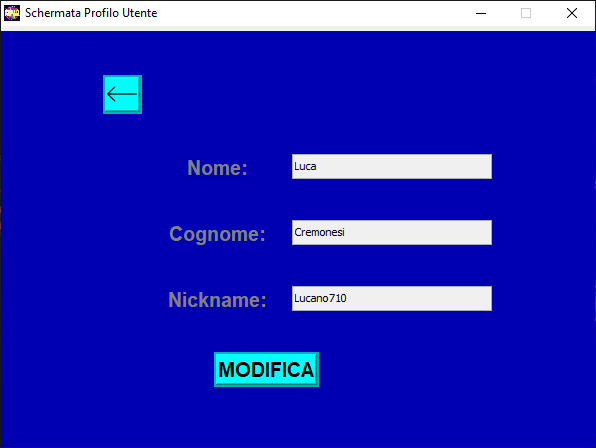 Schermata Profilo Utente
Nome: Luca
Cognome: Cremonesi
Nickname: Lucano710
MODIFICA